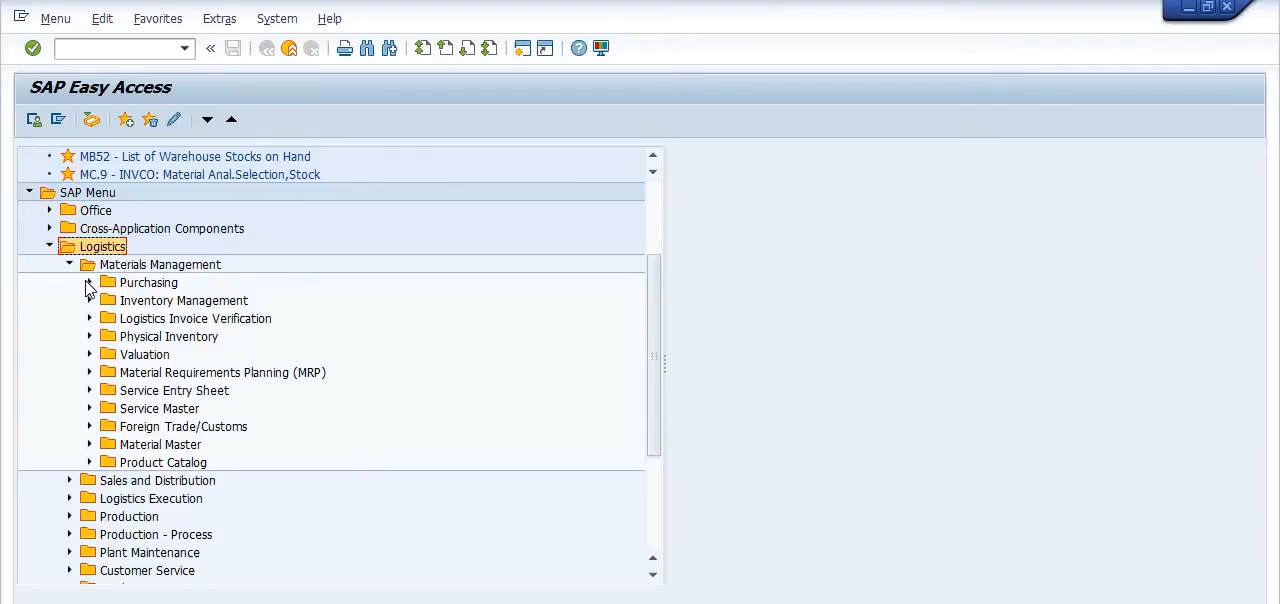 Menu Edit Favorites Extras System Help
SAP Easy Access
MB52 - List of Warehouse Stocks on Hand
MC.9 - INVCO: Material Anal.Selection,Stock
SAP Menu
Office
Cross-Application Components
Logistics
Materials Management
Purchasing
Inventory Management
Logistics Invoice Verification
Physical Inventory
Valuation
Material Requirements Planning (MRP)
Service Entry Sheet
Service Master
Foreign Trade/Customs
Material Master
Product Catalog
Sales and Distribution
Logistics Execution
Production
Production - Process
Plant Maintenance
Customer Service